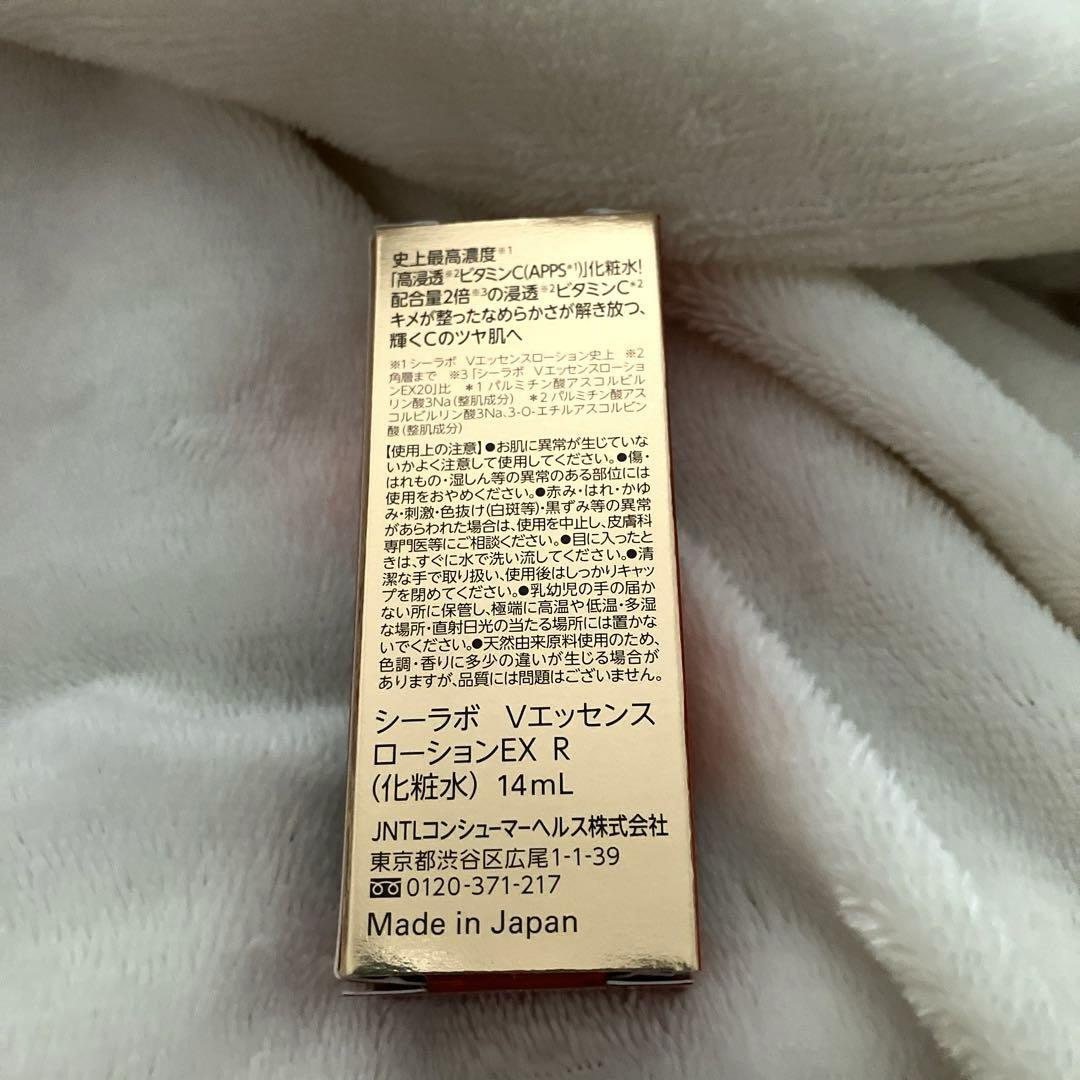 史上最高濃度※1
「高浸透※2ビタミンC(APPS*1)」化粧水!
配合量2倍※3の浸透※2ビタミンC*2
キメが整ったなめらかさが解き放つ、
輝くCのツヤ肌へ
※1 シーラボ Vエッセンスローション史上 ※2
角層まで ※3「シーラボ Vエッセンスローショ
ンEX20」比 *1 パルミチン酸アスコルビル
リン酸3Na(整肌成分) *2 パルミチン酸アス
コルビルリン酸3Na、3-O-エチルアスコルビン
酸(整肌成分)
【使用上の注意】●お肌に異常が生じていな
いかよく注意して使用してください。●傷・
はれもの・湿しん等の異常のある部位には
使用をおやめください。●赤み・はれ・かゆ
み・刺激・色抜け(白斑等)・黒ずみ等の異常
があらわれた場合は、使用を中止し、皮膚科
専門医等にご相談ください。●目に入ったと
きは、すぐに水で洗い流してください。●清
潔な手で取り扱い、使用後はしっかりキャッ
プを閉めてください。●乳幼児の手の届か
ない所に保管し、極端に高温や低温・多湿
な場所・直射日光の当たる場所には置かな
いでください。●天然由来原料使用のため、
色調・香りに多少の違いが生じる場合が
ありますが、品質には問題はございません。
シーラボ Vエッセンス
ローションEX R
(化粧水) 14mL
JNTLコンシューマーヘルス株式会社
東京都渋谷区広尾1-1-39
0120-371-217
Made in Japan